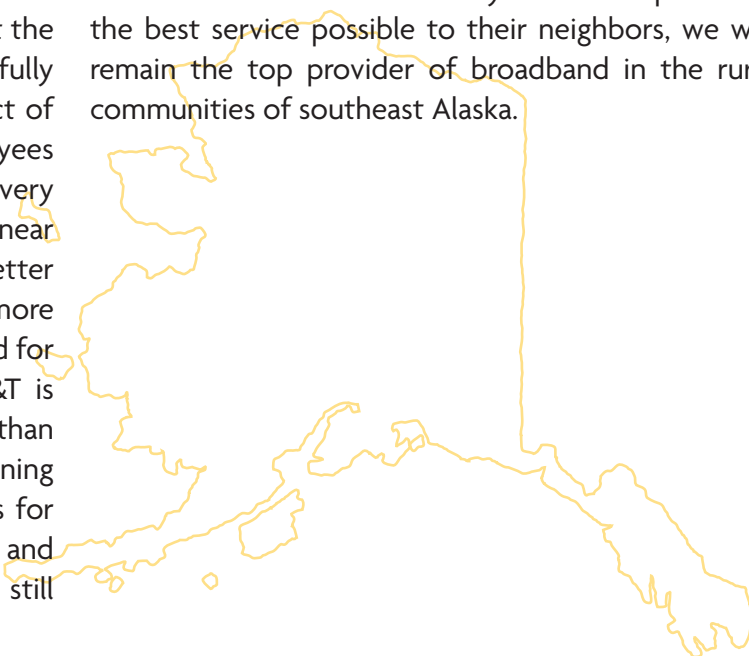 the
fully
ct of
yees
very
near
etter
more
d for
&T is
than
ning
s for
and
still
the best service possible to their neighbors, we w
remain the top provider of broadband in the rur
communities of southeast Alaska.